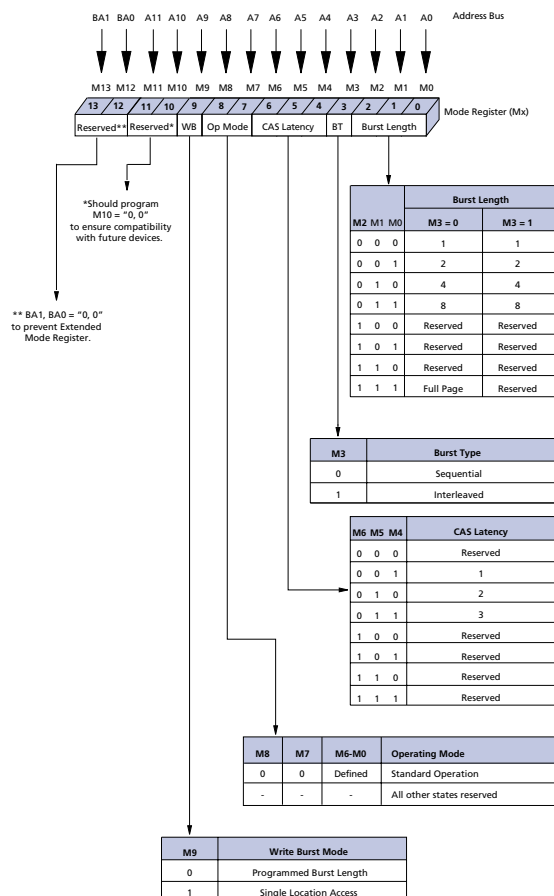 BA1 BA0 A11 A10 A9 A8 A7 A6 A5 A4 A3 A2 A1 A0 Address Bus
M13 M12 M11 M10 M9 M8 M7 M6 M5 M4 M3 M2 M1 M0
13 12 11 10 9 8 7 6 5 4 3 2 1 0 Mode Register (Mx)
Reserved** Reserved* WB Op Mode CAS Latency BT Burst Length
*Should program
M10 = “0, 0”
to ensure compatibility
with future devices.
** BA1, BA0 = “0, 0”
to prevent Extended
Mode Register.
Burst Length
M2 M1 M0 M3 = 0 M3 = 1
0 0 0 1 1
0 0 1 2 2
0 1 0 4 4
0 1 1 8 8
1 0 0 Reserved Reserved
1 0 1 Reserved Reserved
1 1 0 Reserved Reserved
1 1 1 Full Page Reserved
M3 Burst Type
0 Sequential
1 Interleaved
M6 M5 M4 CAS Latency
0 0 0 Reserved
0 0 1 1
0 1 0 2
0 1 1 3
1 0 0 Reserved
1 0 1 Reserved
1 1 0 Reserved
1 1 1 Reserved
M8 M7 M6-M0 Operating Mode
0 0 Defined Standard Operation
- - - All other states reserved
M9 Write Burst Mode
0 Programmed Burst Length
1 Single Location Access